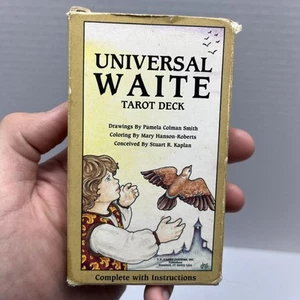 UNIVERSAL
WAITE
TAROT DECK
Drawings By Pamela Colman Smith
Coloring By Mary Hanson-Roberts
Conceived By Stuart R. Kaplan
Complete with Instructions